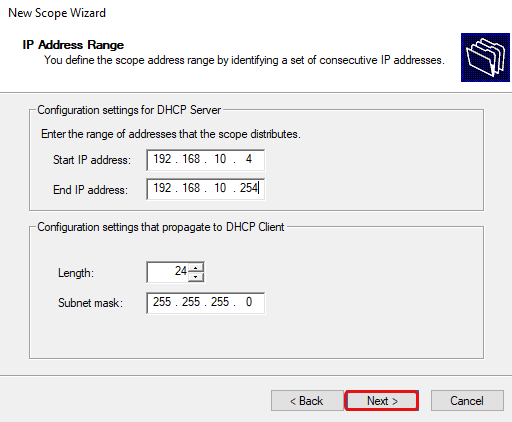 New Scope Wizard
IP Address Range
You define the scope address range by identifying a set of consecutive IP addresses.
Configuration settings for DHCP Server
Enter the range of addresses that the scope distributes.
Start IP address: 192 . 168 . 10 . 4
End IP address: 192 . 168 . 10 . 254
Configuration settings that propagate to DHCP Client
Length: 24
Subnet mask: 255 . 255 . 255 . 0
< Back Next > Cancel